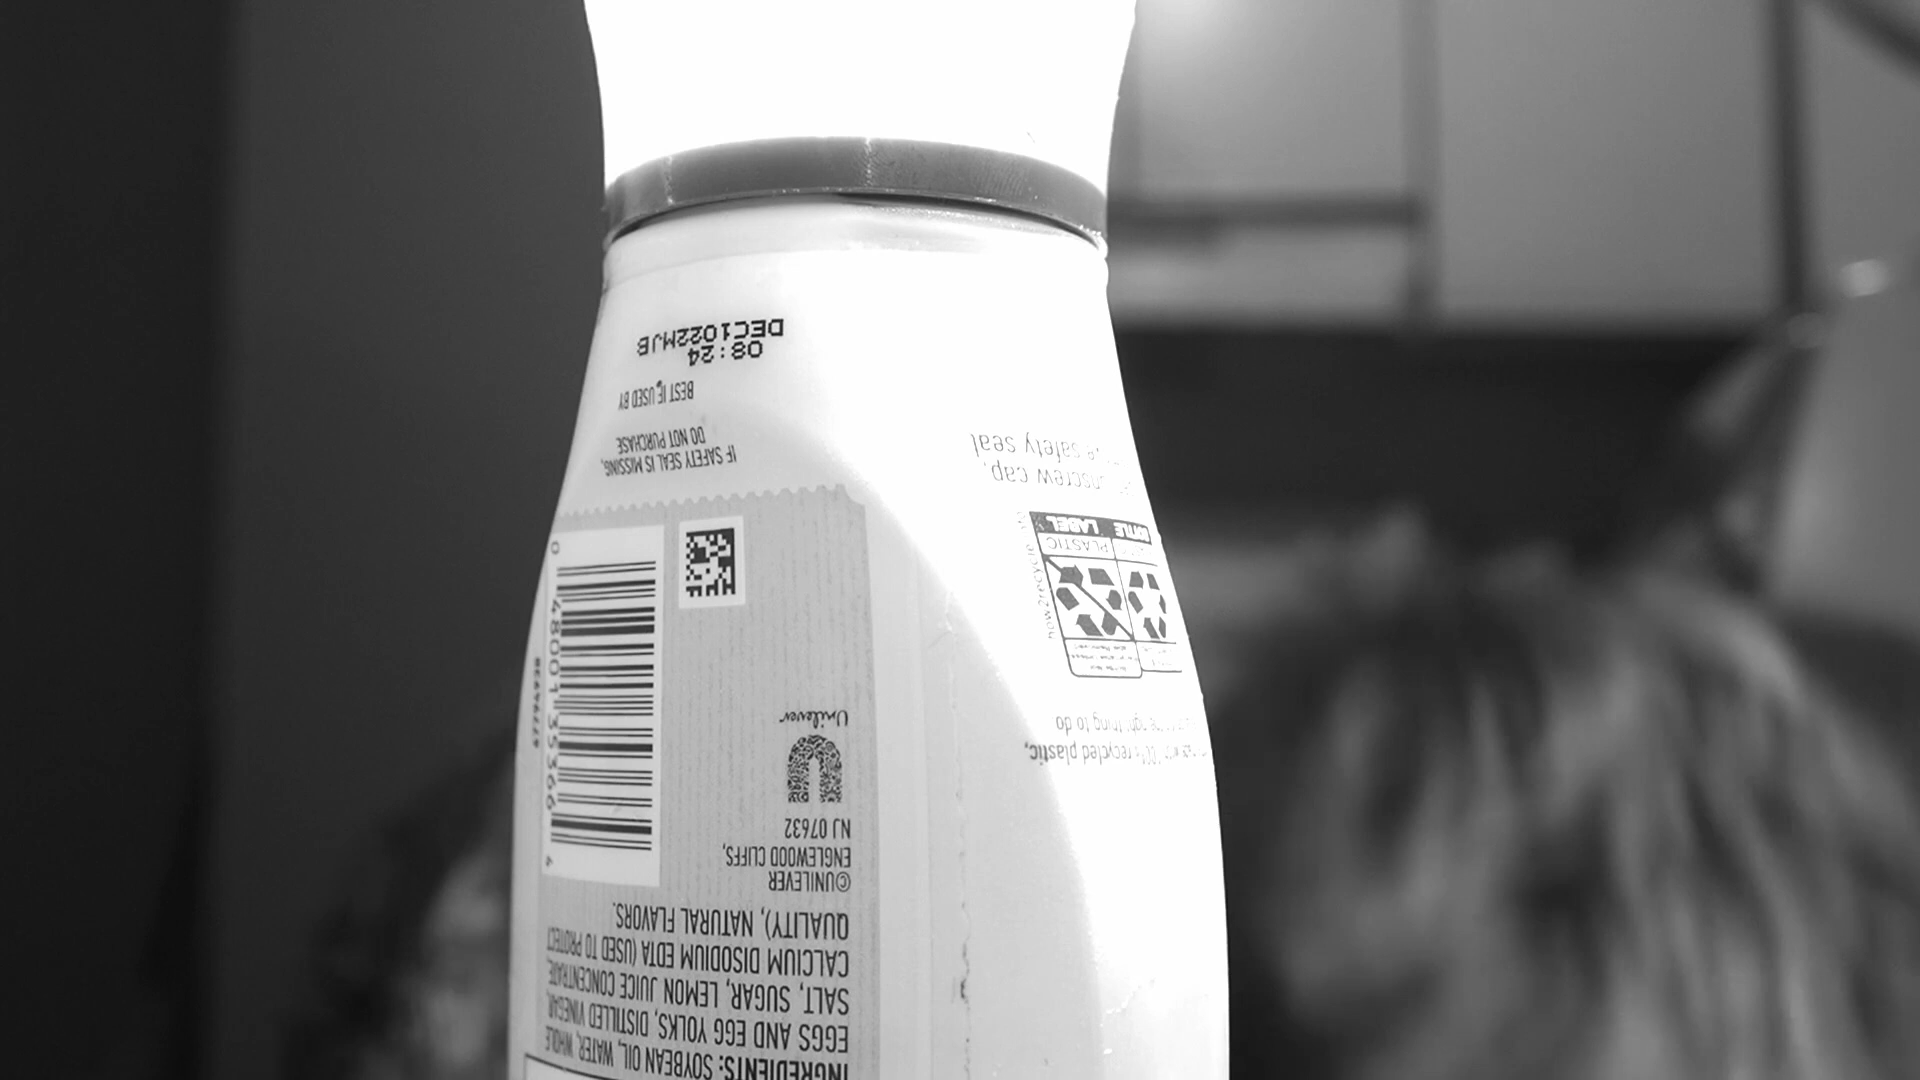 recycled plastic,
right thing to do
how2recycle
PLASTIC
LABEL
unscrew cap,
safety seal
INGREDIENTS: SOYBEAN OIL, WATER, WHOLE
EGGS AND EGG YOLKS, DISTILLED VINEGAR,
SALT, SUGAR, LEMON JUICE CONCENTRATE,
CALCIUM DISODIUM EDTA (USED TO PROTECT
QUALITY), NATURAL FLAVORS.
©UNILEVER
ENGLEWOOD CLIFFS,
NJ 07632
Unilever
0 48001 35366 4
67794938
IF SAFETY SEAL IS MISSING,
DO NOT PURCHASE
BEST IF USED BY
08:24
DEC1022MJB